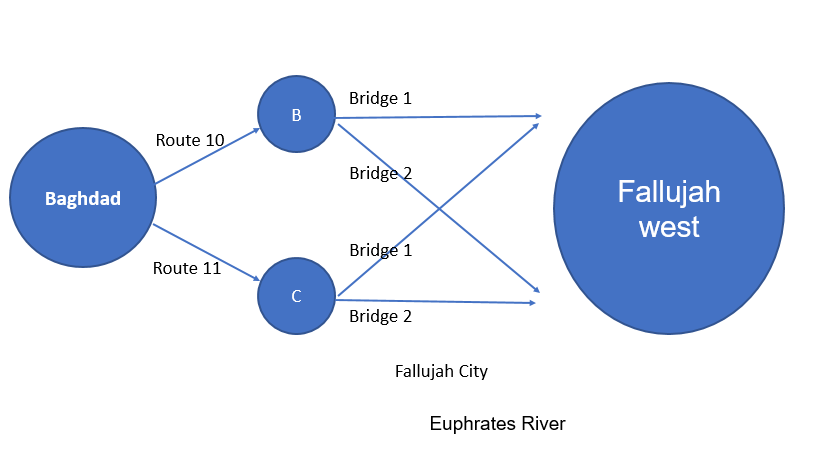 Bridge 1
B
Route 10
Bridge 2
Baghdad
Fallujah
west
Bridge 1
Route 11
C
Bridge 2
Fallujah City
Euphrates River